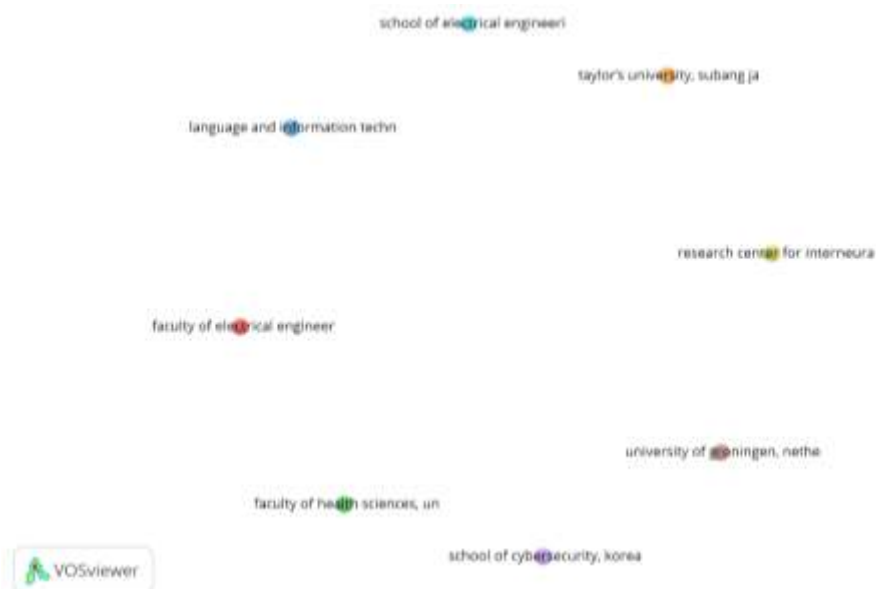 school of electrical engineeri
taylor's university, subang ja
language and information techn
research center for interneura
faculty of electrical engineer
university of groningen, nethe
faculty of health sciences, un
school of cybersecurity, korea
VOSviewer